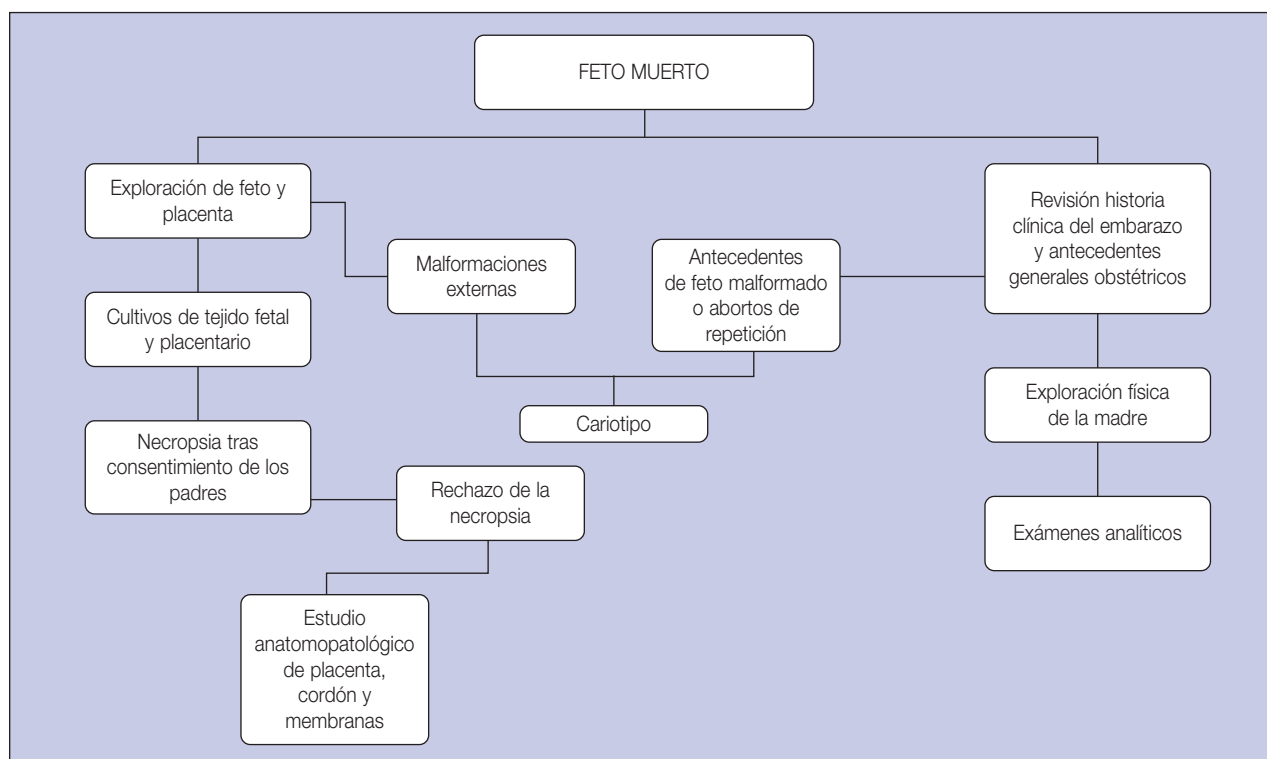 FETO MUERTO
Exploración de feto y
placenta
Revisión historia
clínica del embarazo
y antecedentes
generales obstétricos
Malformaciones
externas
Antecedentes
de feto malformado
o abortos de
repetición
Cultivos de tejido fetal
y placentario
Exploración física
de la madre
Cariotipo
Necropsia tras
consentimiento de los
padres
Rechazo de la
necropsia
Exámenes analíticos
Estudio
anatomopatológico
de placenta,
cordón y
membranas